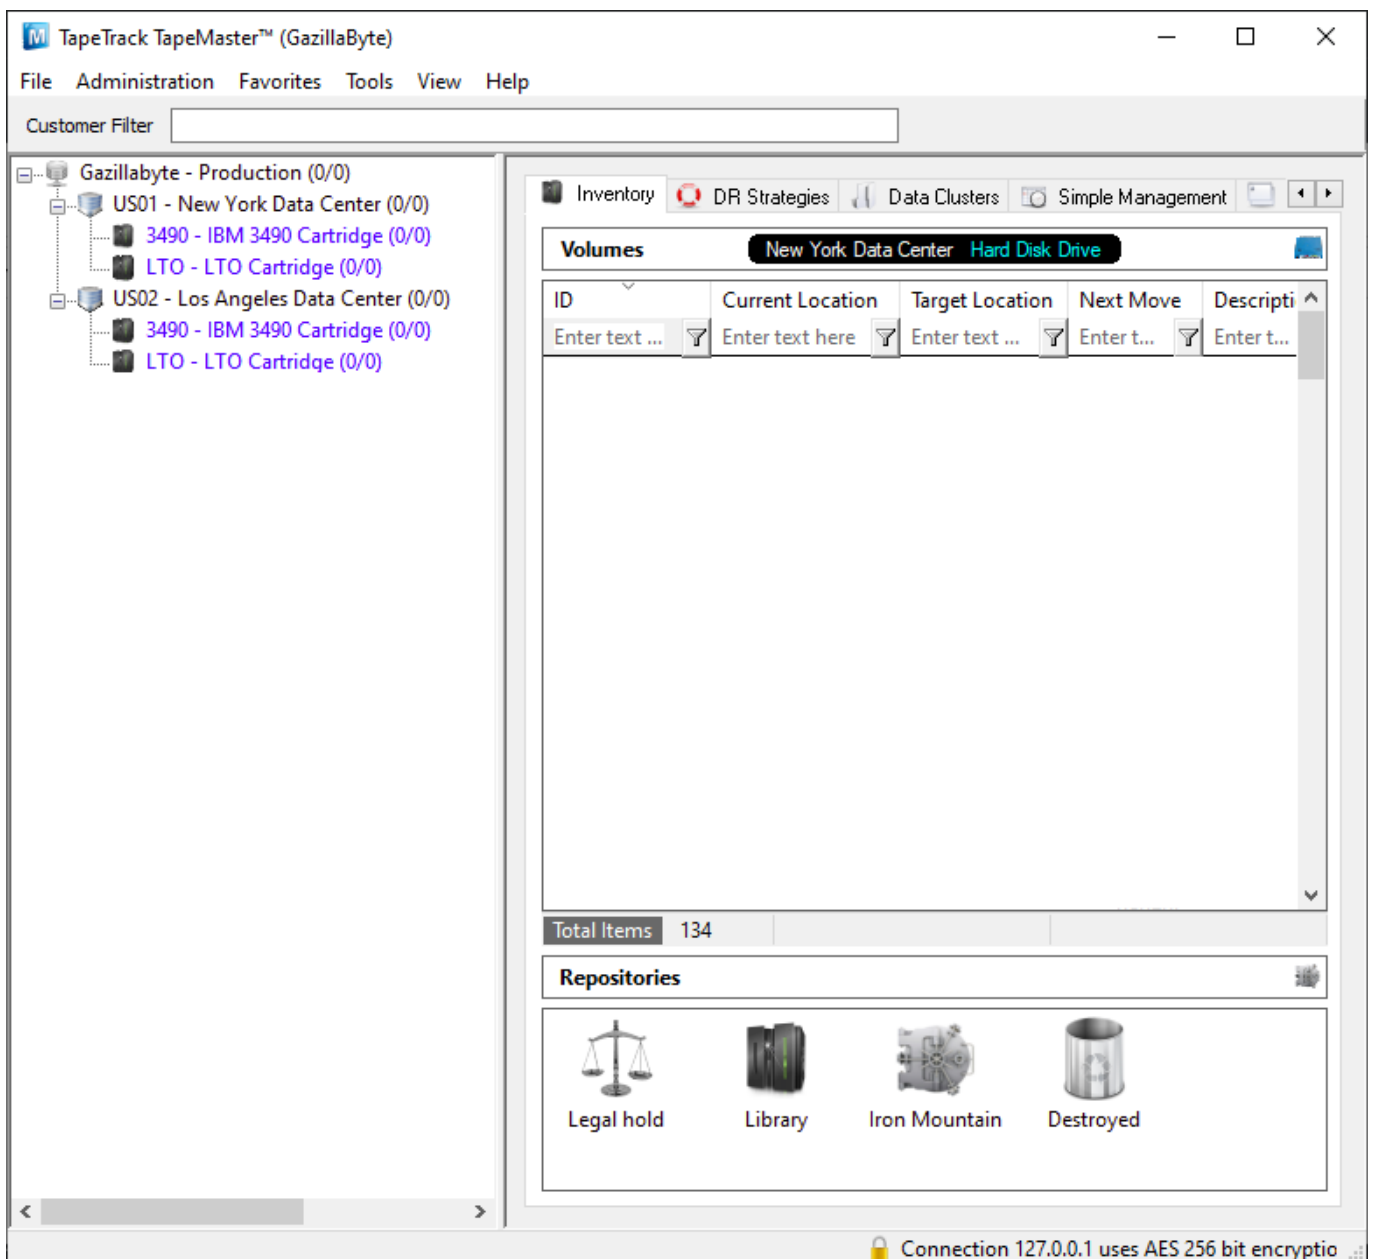 TapeTrack TapeMaster™ (GazillaByte)
File Administration Favorites Tools View Help
Customer Filter
Gazillabyte - Production (0/0)
US01 - New York Data Center (0/0)
3490 - IBM 3490 Cartridge (0/0)
LTO - LTO Cartridge (0/0)
US02 - Los Angeles Data Center (0/0)
3490 - IBM 3490 Cartridge (0/0)
LTO - LTO Cartridge (0/0)
Inventory DR Strategies Data Clusters Simple Management
Volumes New York Data Center Hard Disk Drive
ID Current Location Target Location Next Move Descripti
Enter text ... Enter text here Enter text ... Enter t... Enter t...
Total Items 134
Repositories
Legal hold Library Iron Mountain Destroyed
Connection 127.0.0.1 uses AES 256 bit encryptio